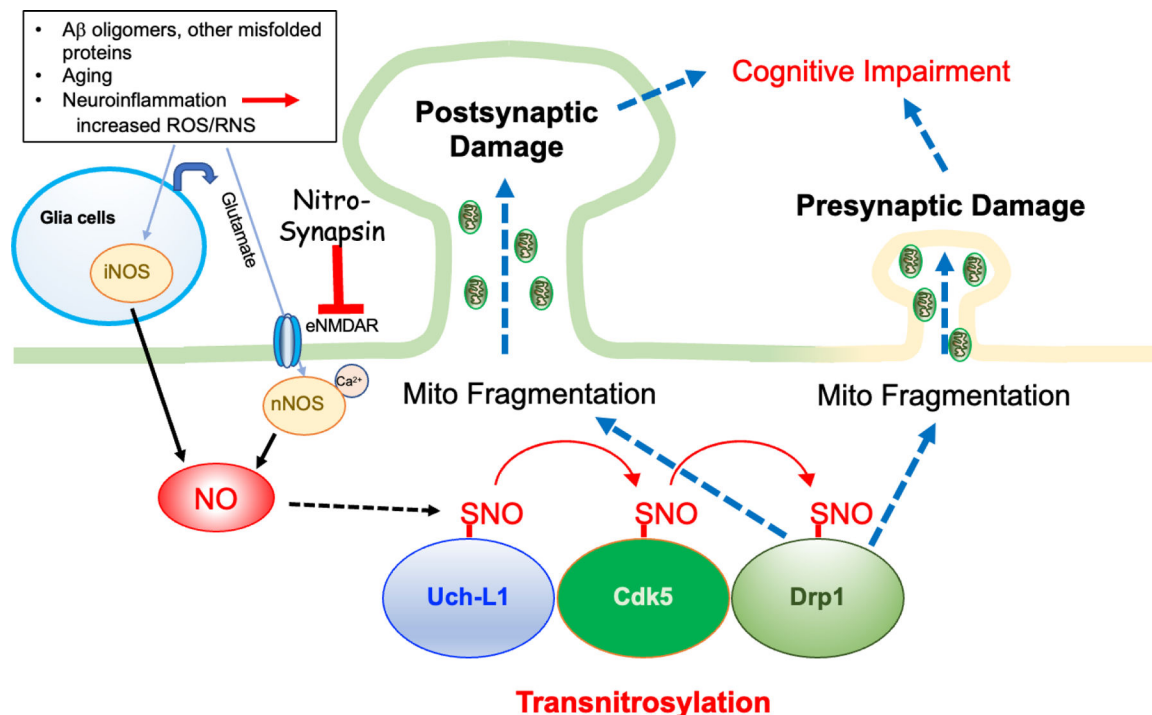 • Aβ oligomers, other misfolded
proteins
• Aging
• Neuroinflammation
increased ROS/RNS
Cognitive Impairment
Postsynaptic
Damage
Glia cells
Glutamate
Nitro-
Synapsin
Presynaptic Damage
iNOS
eNMDAR
Ca²⁺
nNOS
Mito Fragmentation
Mito Fragmentation
NO
SNO
SNO
SNO
Uch-L1
Cdk5
Drp1
Transnitrosylation